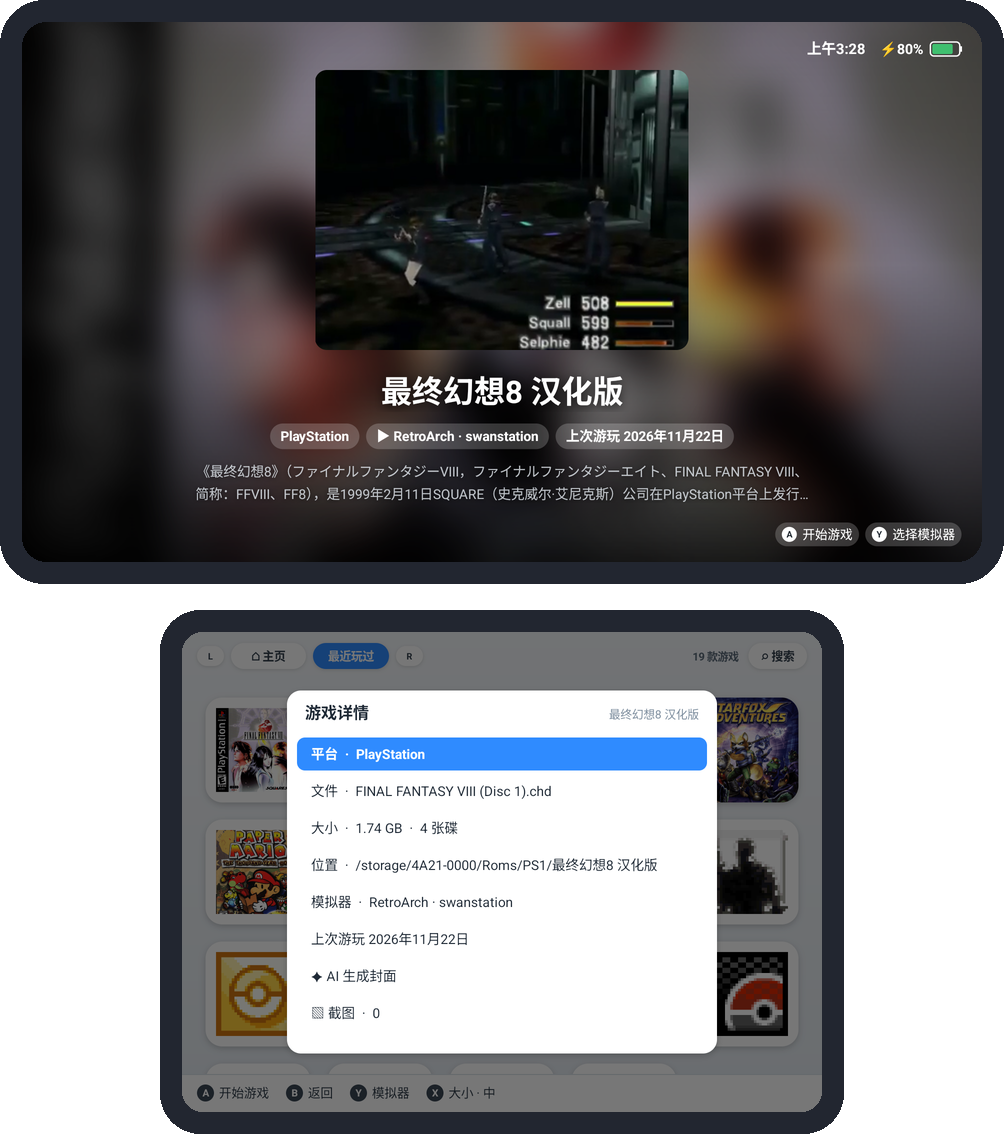 上午3:28 ⚡80%
Zell 508
Squall 599
Selphie 482
最终幻想8 汉化版
PlayStation ▶ RetroArch · swanstation 上次游玩 2026年11月22日
《最终幻想8》（ファイナルファンタジーVIII，ファイナルファンタジーエイト、FINAL FANTASY VIII、
简称：FFVIII、FF8），是1999年2月11日SQUARE（史克威尔·艾尼克斯）公司在PlayStation平台上发行…
A 开始游戏 Y 选择模拟器
L 主页 最近玩过 R 19 款游戏 搜索
游戏详情 最终幻想8 汉化版
PlayStation
FINAL FANTASY VIII
STARFOX
ADVENTURES
平台 · PlayStation
文件 · FINAL FANTASY VIII (Disc 1).chd
大小 · 1.74 GB · 4 张碟
PAPER
MARIO
位置 · /storage/4A21-0000/Roms/PS1/最终幻想8 汉化版
模拟器 · RetroArch · swanstation
上次游玩 2026年11月22日
✦ AI 生成封面
▧ 截图 · 0
A 开始游戏 B 返回 Y 模拟器 X 大小 · 中